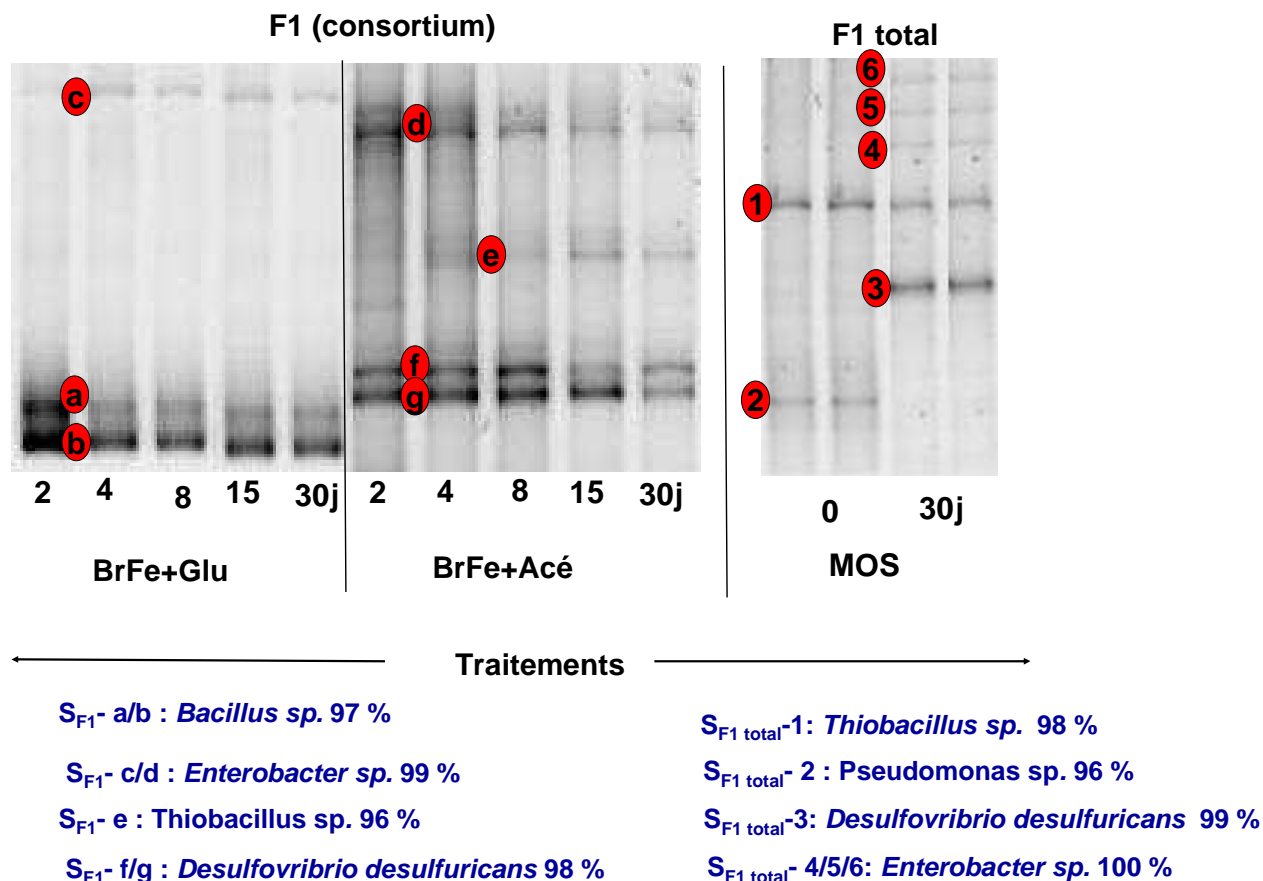 F1 (consortium)
F1 total
c
a
b
d
e
f
g
6
5
4
1
3
2
2 4 8 15 30j
2 4 8 15 30j
0 30j
BrFe+Glu
BrFe+Acé
MOS
Traitements
SF1- a/b : Bacillus sp. 97 %
SF1- c/d : Enterobacter sp. 99 %
SF1- e : Thiobacillus sp. 96 %
SF1- f/g : Desulfovribrio desulfuricans 98 %
SF1 total-1: Thiobacillus sp. 98 %
SF1 total- 2 : Pseudomonas sp. 96 %
SF1 total-3: Desulfovribrio desulfuricans 99 %
SF1 total- 4/5/6: Enterobacter sp. 100 %